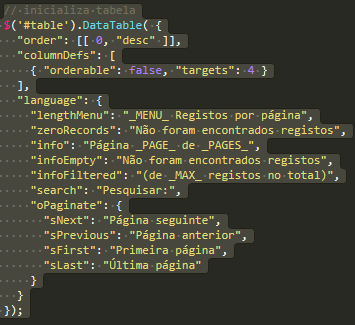 // inicializa tabela
$('#table').DataTable( {
"order": [[ 0, "desc" ]],
"columnDefs": [
{ "orderable": false, "targets": 4 }
],
"language": {
"lengthMenu": "_MENU_ Registos por página",
"zeroRecords": "Não foram encontrados registos",
"info": "Página _PAGE_ de _PAGES_",
"infoEmpty": "Não foram encontrados registos",
"infoFiltered": "(de _MAX_ registos no total)",
"search": "Pesquisar:",
"oPaginate": {
"sNext": "Página seguinte",
"sPrevious": "Página anterior",
"sFirst": "Primeira página",
"sLast": "Última página"
}
}
});